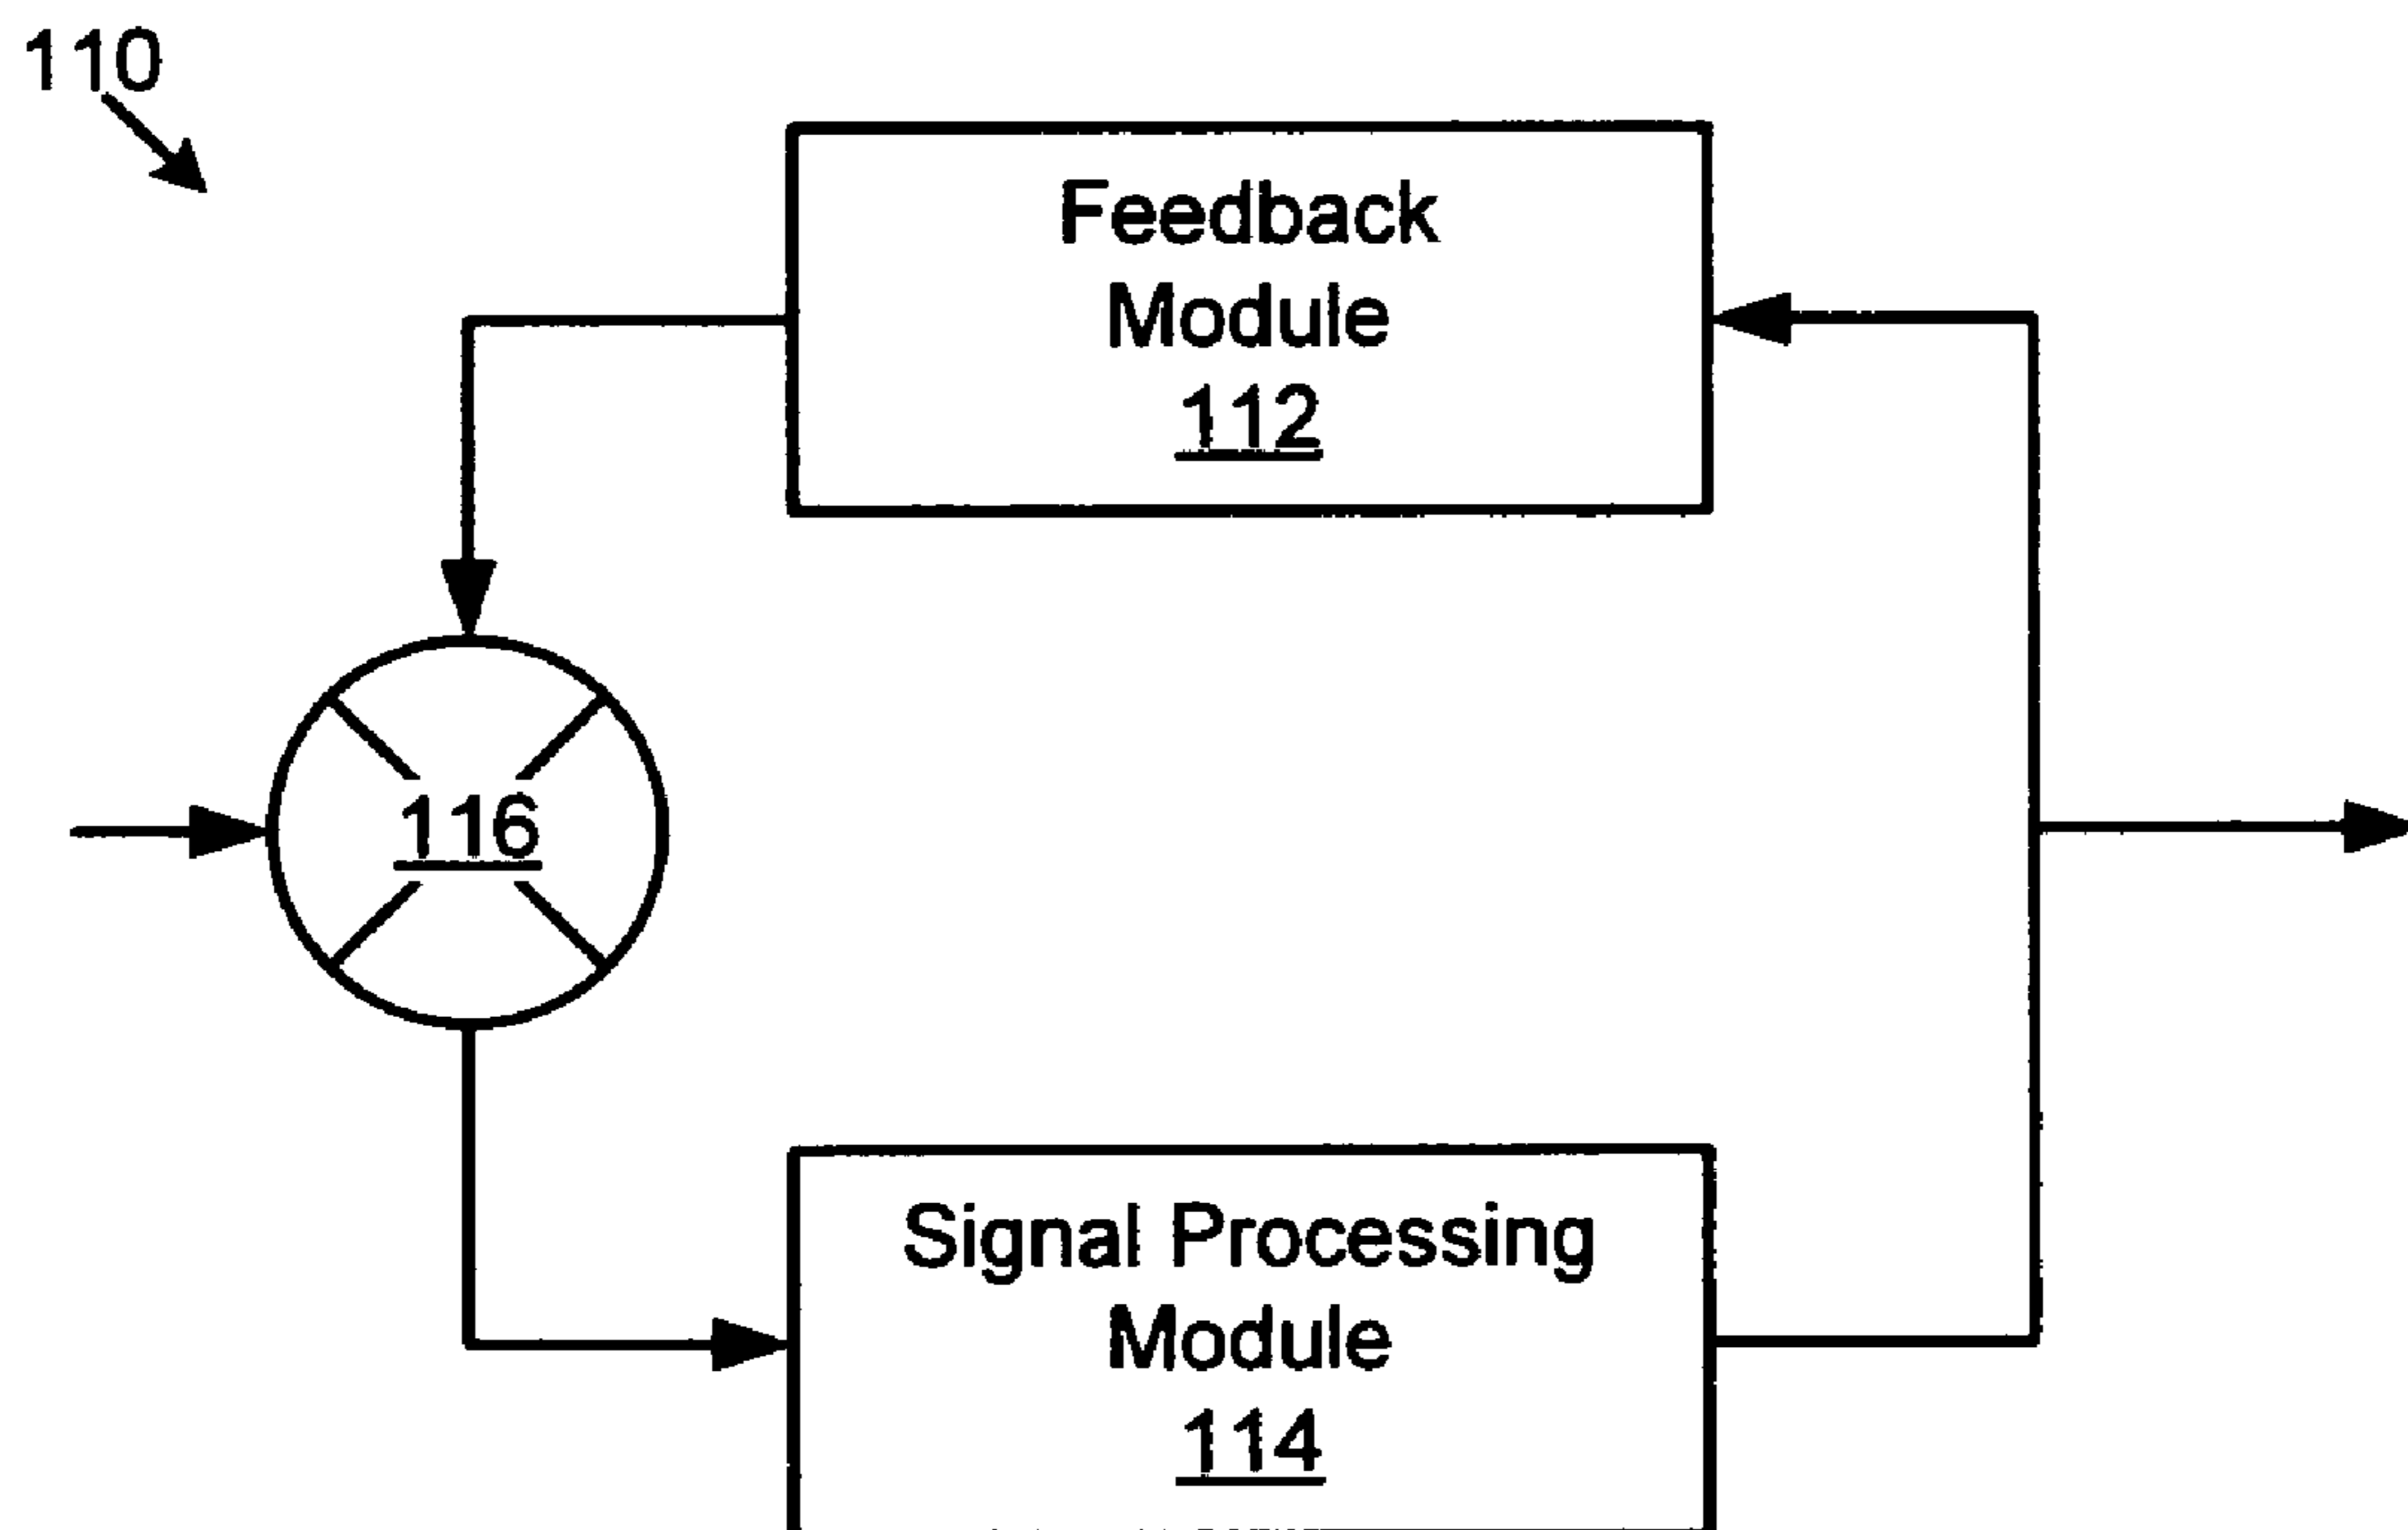 110
Feedback
Module
112
116
Signal Processing
Module
114